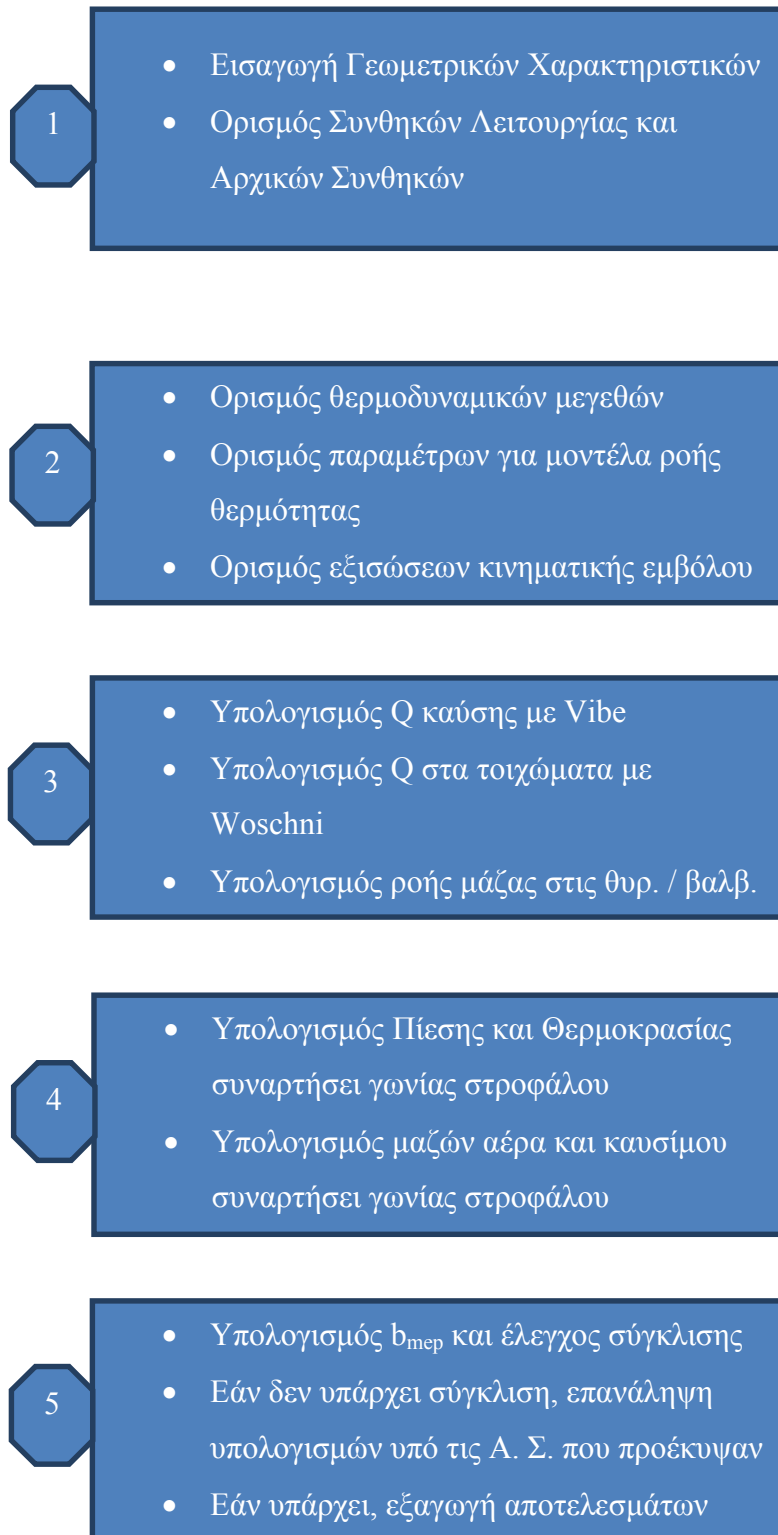 1
• Εισαγωγή Γεωμετρικών Χαρακτηριστικών
• Ορισμός Συνθηκών Λειτουργίας και
Αρχικών Συνθηκών
2
• Ορισμός θερμοδυναμικών μεγεθών
• Ορισμός παραμέτρων για μοντέλα ροής
θερμότητας
• Ορισμός εξισώσεων κινηματικής εμβόλου
3
• Υπολογισμός Q καύσης με Vibe
• Υπολογισμός Q στα τοιχώματα με
Woschni
• Υπολογισμός ροής μάζας στις θυρ. / βαλβ.
4
• Υπολογισμός Πίεσης και Θερμοκρασίας
συναρτήσει γωνίας στροφάλου
• Υπολογισμός μαζών αέρα και καυσίμου
συναρτήσει γωνίας στροφάλου
5
• Υπολογισμός bmep και έλεγχος σύγκλισης
• Εάν δεν υπάρχει σύγκλιση, επανάληψη
υπολογισμών υπό τις Α. Σ. που προέκυψαν
• Εάν υπάρχει, εξαγωγή αποτελεσμάτων